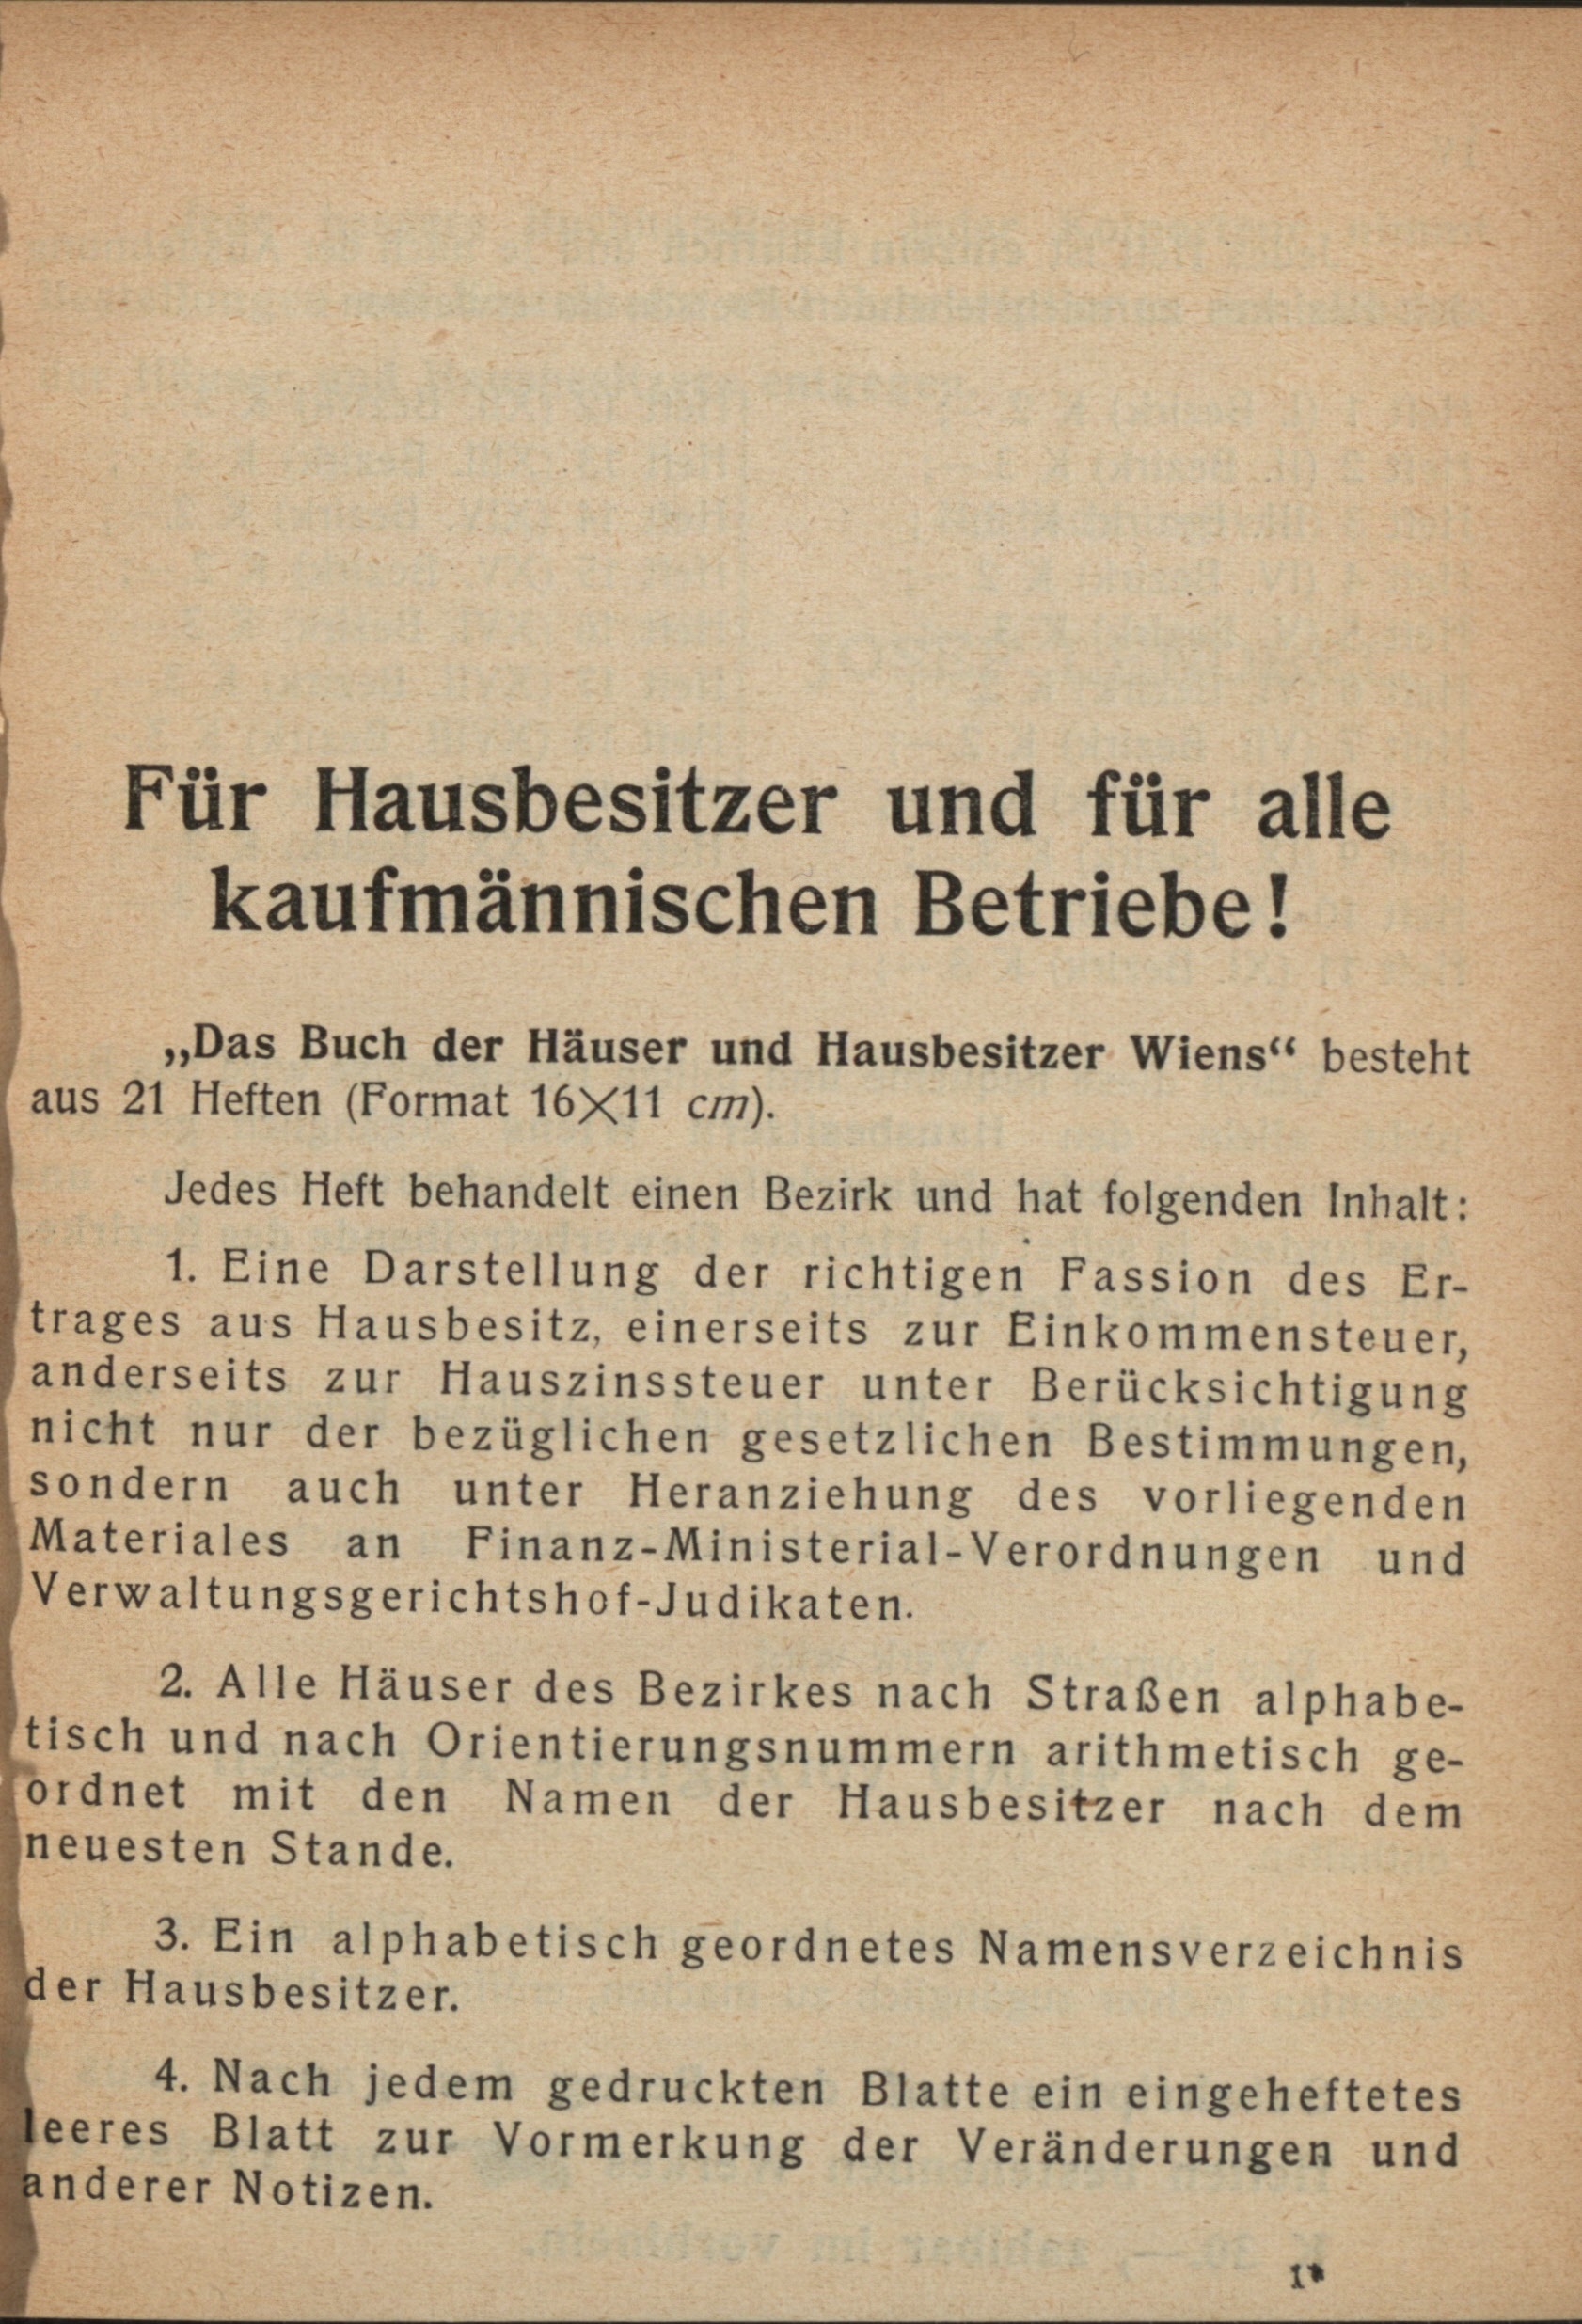 Für Hausbesitzer und für alle
kaufmännischen Betriebe!
„Das Buch der Häuser und Hausbesitzer Wiens“ besteht
aus 21 Heften (Format 16×11 cm).
Jedes Heft behandelt einen Bezirk und hat folgenden Inhalt:
1. Eine Darstellung der richtigen Fassion des Er-
trages aus Hausbesitz, einerseits zur Einkommensteuer,
anderseits zur Hauszinssteuer unter Berücksichtigung
nicht nur der bezüglichen gesetzlichen Bestimmungen,
sondern auch unter Heranziehung des vorliegenden
Materiales an Finanz-Ministerial-Verordnungen und
Verwaltungsgerichtshof-Judikaten.
2. Alle Häuser des Bezirkes nach Straßen alphabe-
tisch und nach Orientierungsnummern arithmetisch ge-
ordnet mit den Namen der Hausbesitzer nach dem
neuesten Stande.
3. Ein alphabetisch geordnetes Namensverzeichnis
der Hausbesitzer.
4. Nach jedem gedruckten Blatte ein eingeheftetes
leeres Blatt zur Vormerkung der Veränderungen und
anderer Notizen.
1*